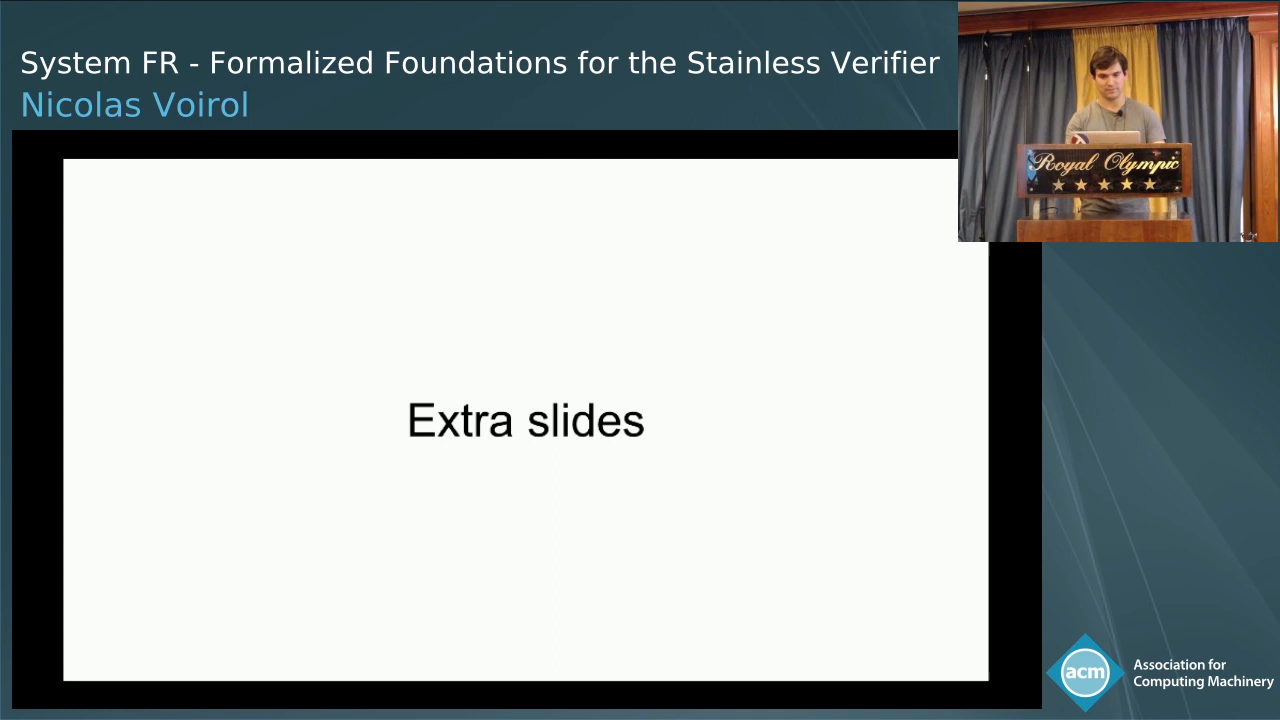 System FR - Formalized Foundations for the Stainless Verifier
Nicolas Voirol
Royal Olympic
Extra slides
acm
Association for
Computing Machinery